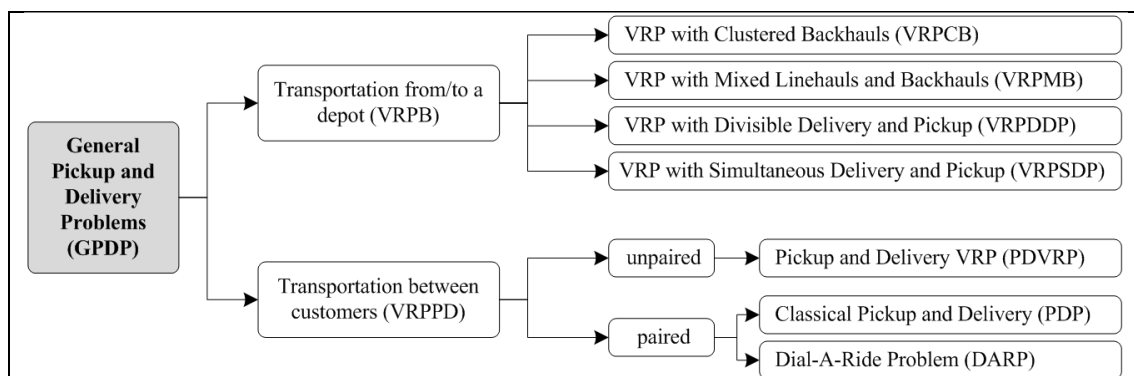 General
Pickup and
Delivery
Problems
(GPDP)
Transportation from/to a
depot (VRPB)
VRP with Clustered Backhauls (VRPCB)
VRP with Mixed Linehauls and Backhauls (VRPMB)
VRP with Divisible Delivery and Pickup (VRPDDP)
VRP with Simultaneous Delivery and Pickup (VRPSDP)
Transportation between
customers (VRPPD)
unpaired
Pickup and Delivery VRP (PDVRP)
paired
Classical Pickup and Delivery (PDP)
Dial-A-Ride Problem (DARP)